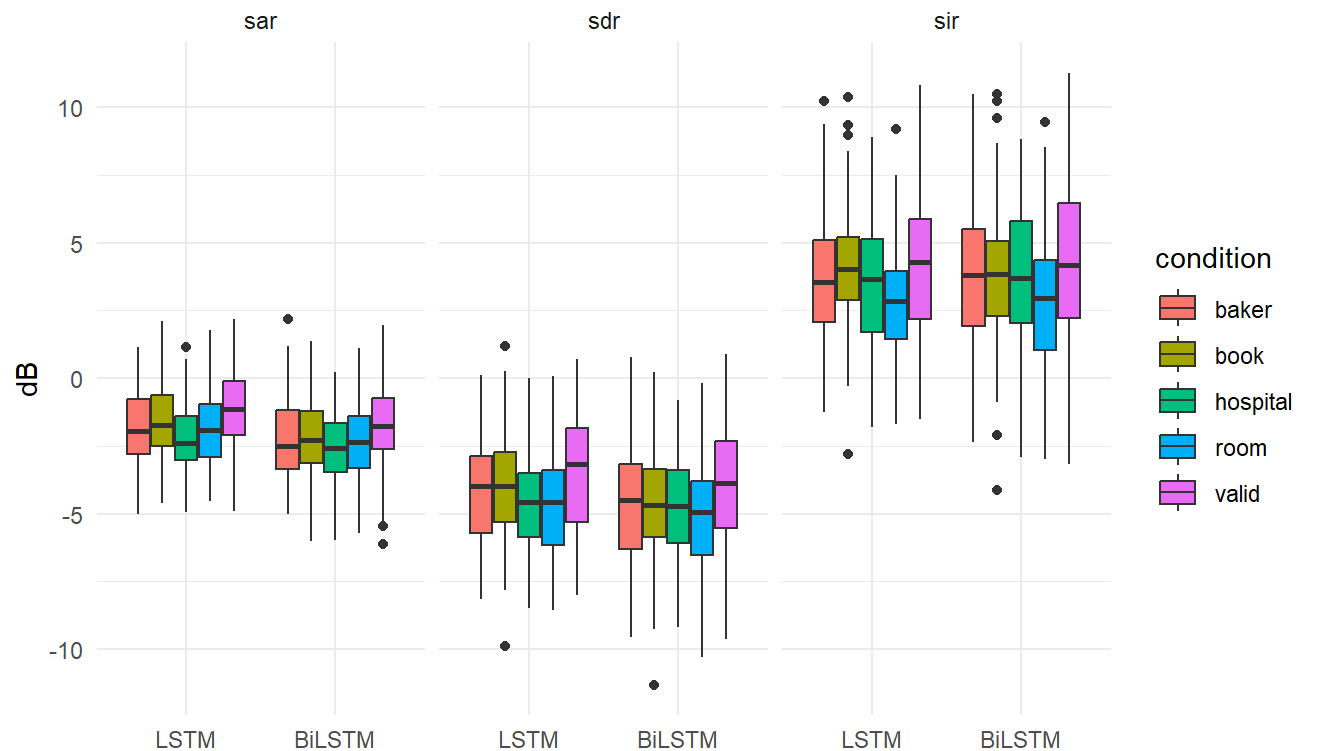 sar sdr sir
10
5
0
-5
-10
dB
LSTM BiLSTM LSTM BiLSTM LSTM BiLSTM
condition
baker
book
hospital
room
valid